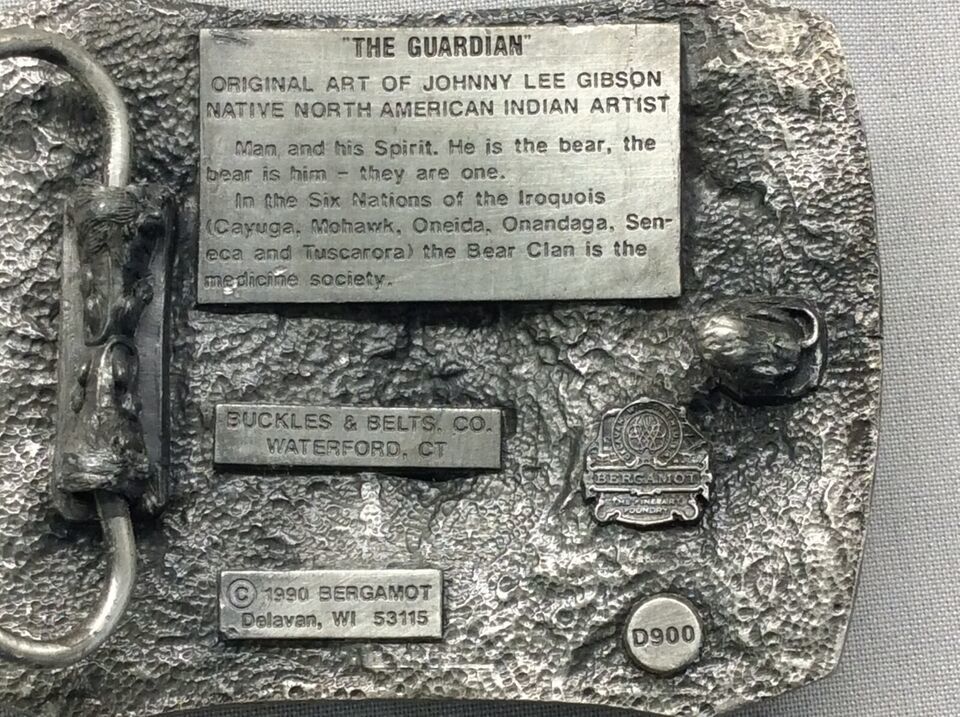 "THE GUARDIAN"
ORIGINAL ART OF JOHNNY LEE GIBSON
NATIVE NORTH AMERICAN INDIAN ARTIST
Man and his Spirit. He is the bear, the
bear is him - they are one.
In the Six Nations of the Iroquois
(Cayuga, Mohawk, Oneida, Onandaga, Sen-
eca and Tuscarora) the Bear Clan is the
medicine society.
BUCKLES & BELTS. CO.
WATERFORD, CT
BERGAMOT
THE FINERART
FOUNDRY
© 1990 BERGAMOT
Delavan, WI 53115
D900